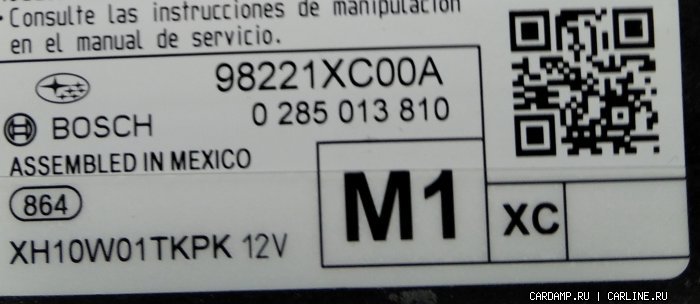 · Consulte las instrucciones de manipulación
en el manual de servicio.
98221XC00A
0 285 013 810
BOSCH
ASSEMBLED IN MEXICO
864
XH10W01TKPK 12V
M1
XC
CARDAMP.RU | CARLINE.RU